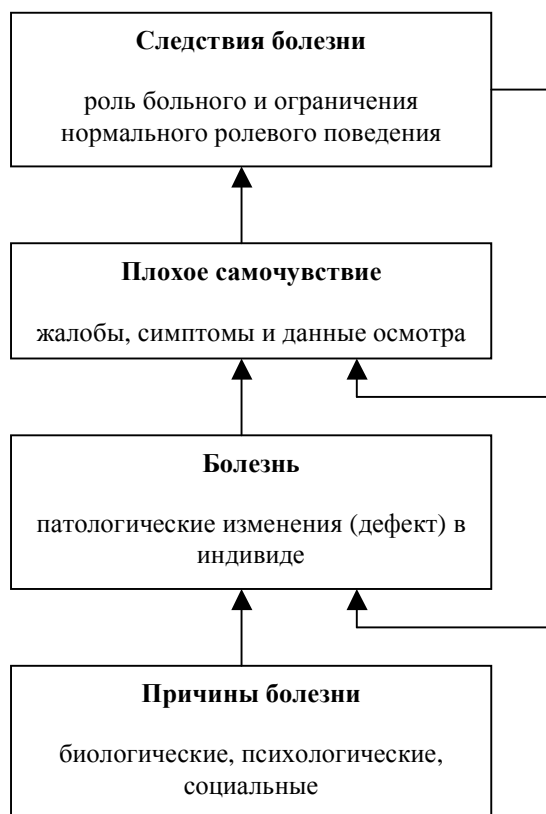 Следствия болезни
роль больного и ограничения
нормального ролевого поведения
Плохое самочувствие
жалобы, симптомы и данные осмотра
Болезнь
патологические изменения (дефект) в
индивиде
Причины болезни
биологические, психологические,
социальные